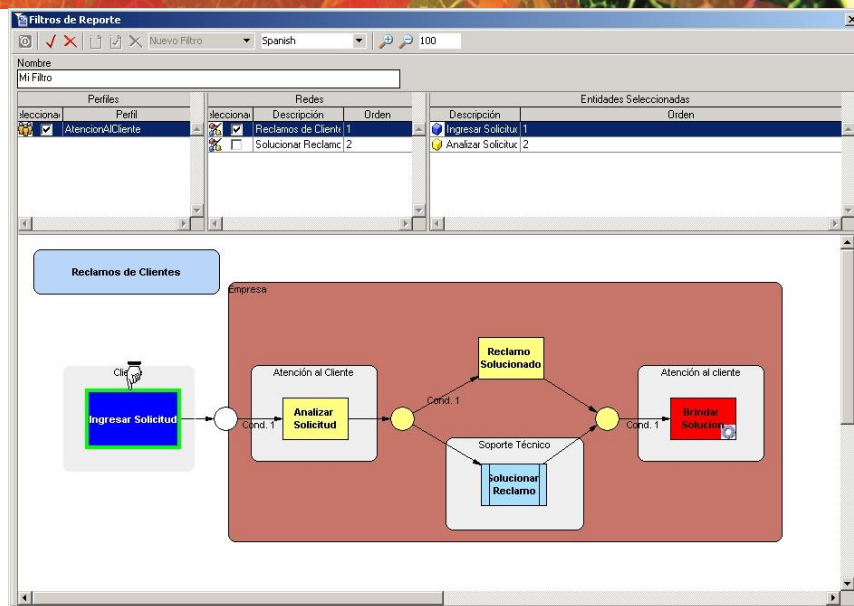 Filtros de Reporte
Nuevo Filtro Spanish 100
Nombre
Mi Filtro
Perfiles Redes Entidades Seleccionadas
Perfil Descripción Orden Descripción Orden
AtencionAlCliente Reclamos de Cliente 1 Ingresar Solicitud 1
Solucionar Reclamo 2 Analizar Solicitud 2
Reclamos de Clientes
Empresa
Atención al Cliente
Reclamo
Solucionado
Atención al cliente
Ingresar Solicitud
Cond. 1
Analizar
Solicitud
Cond. 1
Cond. 1
Brindar
Solucion
Soporte Técnico
Solucionar
Reclamo